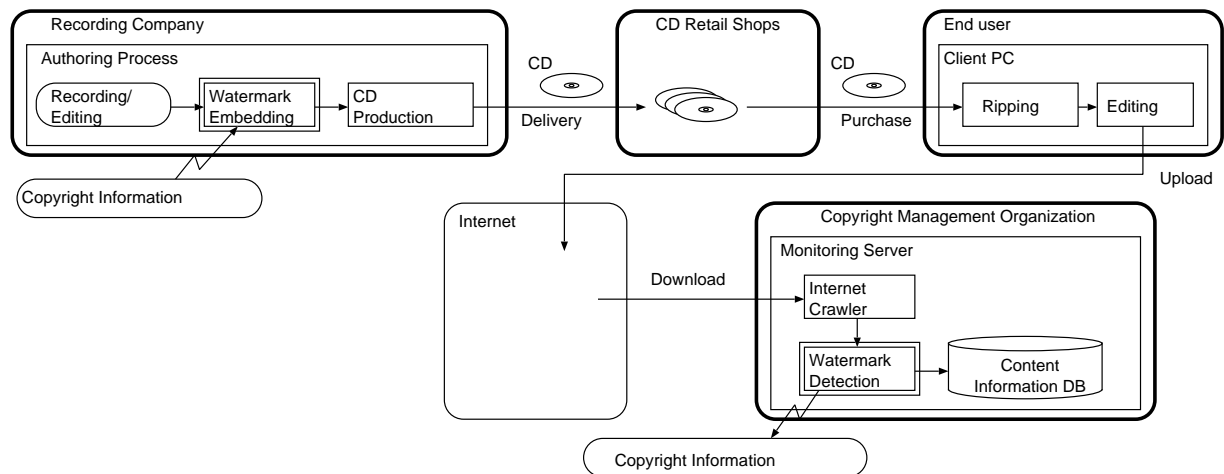 Recording Company
Authoring Process
Recording/
Editing
Watermark
Embedding
CD
Production
Copyright Information
CD
Delivery
CD Retail Shops
CD
Purchase
End user
Client PC
Ripping
Editing
Upload
Internet
Download
Copyright Management Organization
Monitoring Server
Internet
Crawler
Watermark
Detection
Content
Information DB
Copyright Information